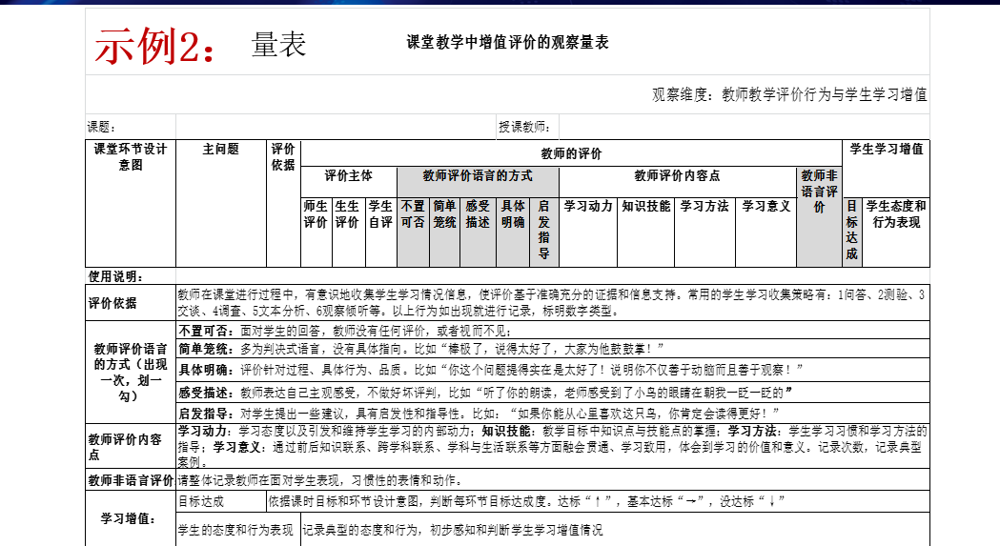 示例2： 量表 课堂教学中增值评价的观察量表
观察维度：教师教学评价行为与学生学习增值
课题： 授课教师：
课堂环节设计意图 主问题 评价依据 教师的评价 学生学习增值
评价主体 教师评价语言的方式 教师评价内容点 教师非语言评价
师生评价 生生评价 学生自评 不置可否 简单笼统 感受描述 具体明确 启发指导 学习动力 知识技能 学习方法 学习意义 目标达成 学生态度和行为表现
使用说明：
评价依据
教师在课堂进行过程中，有意识地收集学生学习情况信息，使评价基于准确充分的证据和信息支持。常用的学生学习收集策略有：1问答、2测验、3
交谈、4调查、5文本分析、6观察倾听等。以上行为如出现就进行记录，标明数字类型。
教师评价语言
的方式（出现
一次，划一
勾）
不置可否：面对学生的回答，教师没有任何评价，或者视而不见；
简单笼统：多为判决式语言，没有具体指向。比如“棒极了，说得太好了，大家为他鼓鼓掌！”
具体明确：评价针对过程、具体行为、品质。比如“你这个问题提得实在是太好了！说明你不仅善于动脑而且善于观察！”
感受描述：教师表达自己主观感受，不做好坏评判，比如“听了你的朗读，老师感受到了小鸟的眼睛在朝我一眨一眨的”
启发指导：对学生提出一些建议，具有启发性和指导性。比如：“如果你能从心里喜欢这只鸟，你肯定会读得更好！”
教师评价内容
点
学习动力：学习态度以及引发和维持学生学习的内部动力；知识技能：教学目标中知识点与技能点的掌握；学习方法：学生学习习惯和学习方法的
指导；学习意义：通过前后知识联系、跨学科联系、学科与生活联系等方面融会贯通、学习致用，体会到学习的价值和意义。记录次数，记录典型
案例。
教师非语言评价 请整体记录教师在面对学生表现，习惯性的表情和动作。
学习增值：
目标达成 依据课时目标和环节设计意图，判断每环节目标达成度。达标“↑”，基本达标“→”，没达标“↓”
学生的态度和行为表现 记录典型的态度和行为，初步感知和判断学生学习增值情况